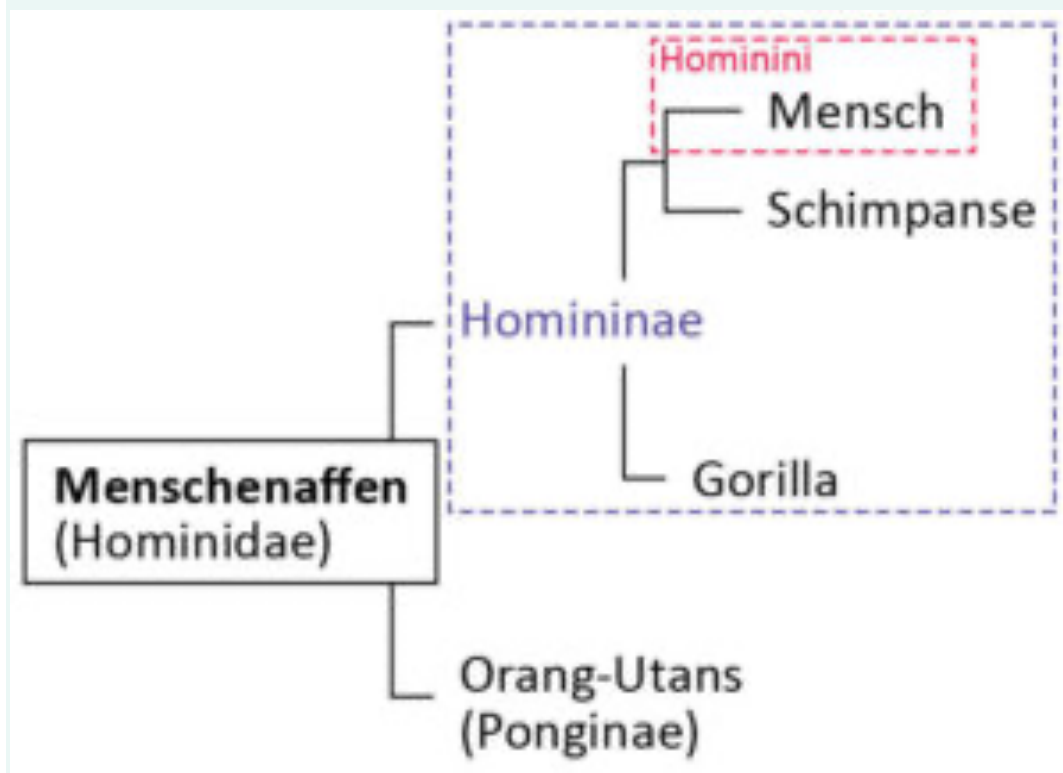 Hominini
Mensch
Schimpanse
Homininae
Gorilla
Menschenaffen
(Hominidae)
Orang-Utans
(Ponginae)